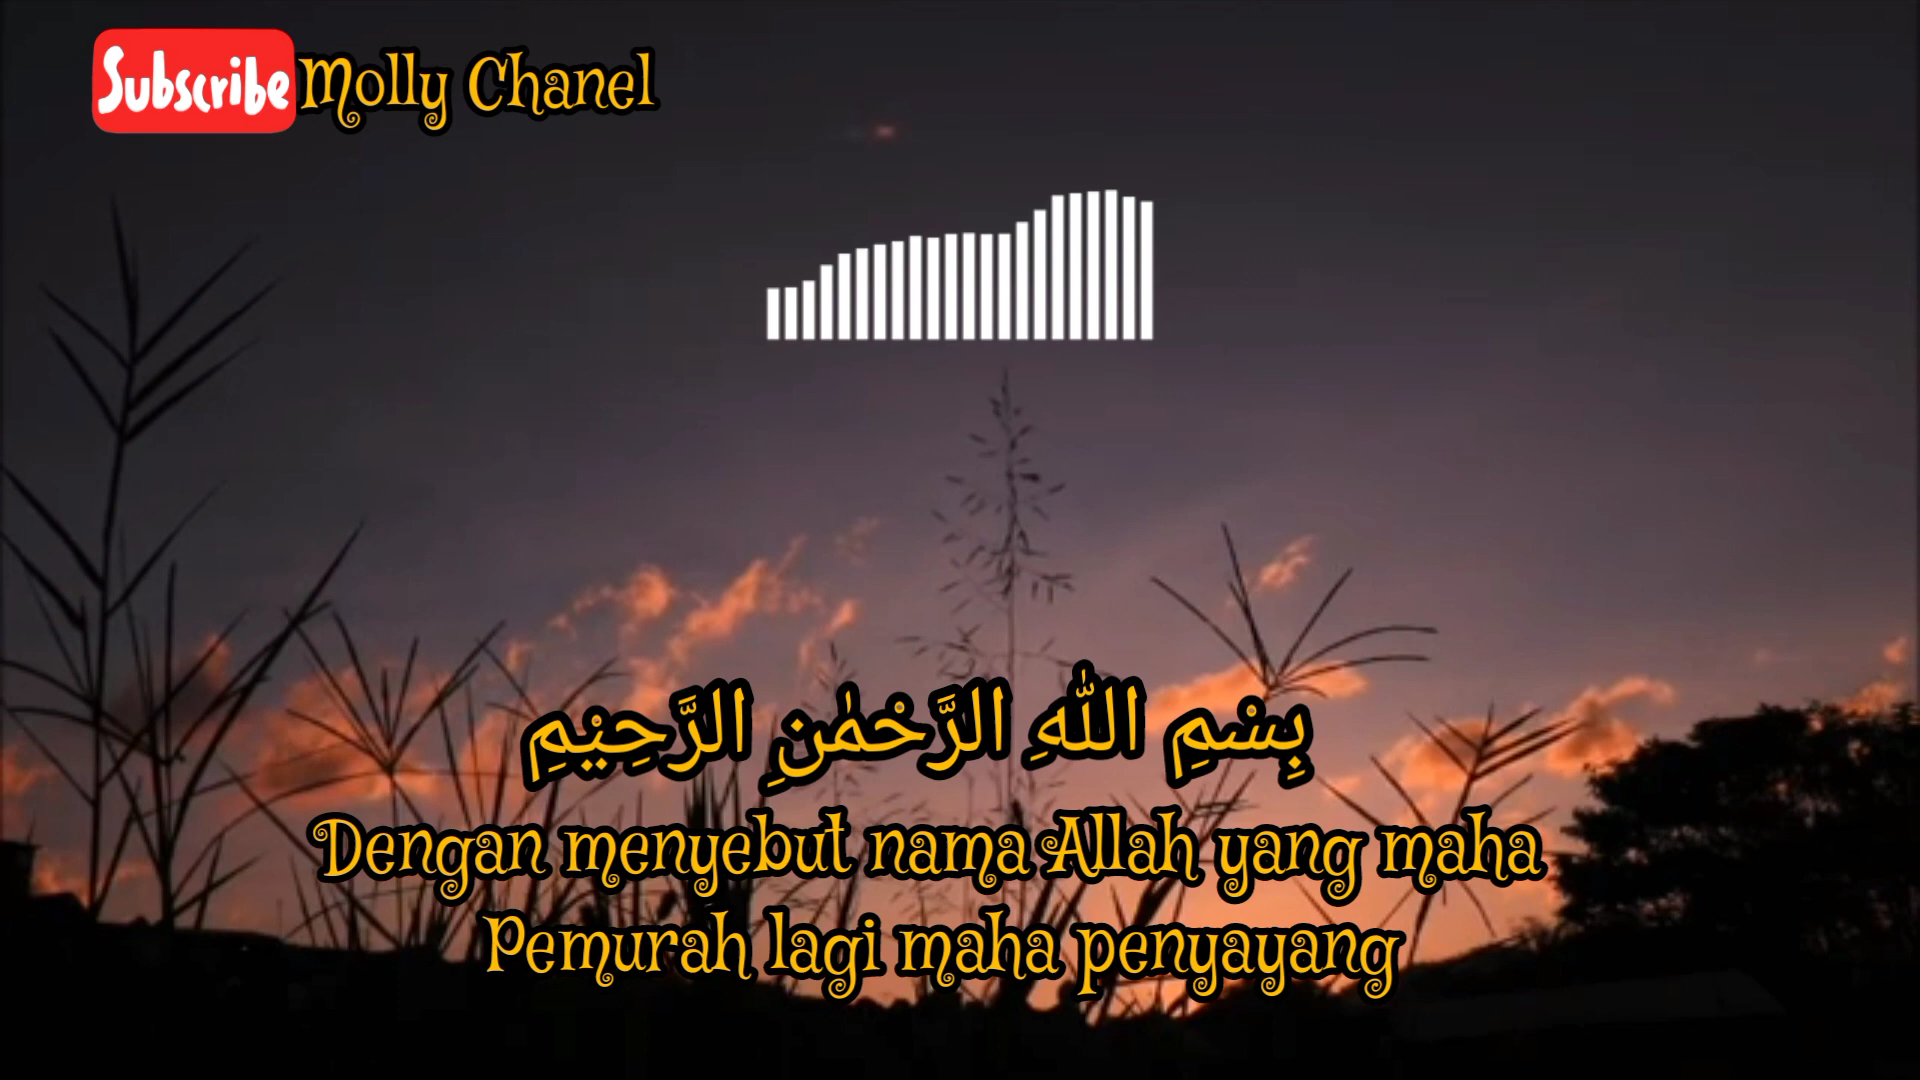 Subscribe Molly Chanel
بِسْمِ اللّٰهِ الرَّحْمٰنِ الرَّحِيْمِ
Dengan menyebut nama Allah yang maha
Pemurah lagi maha penyayang